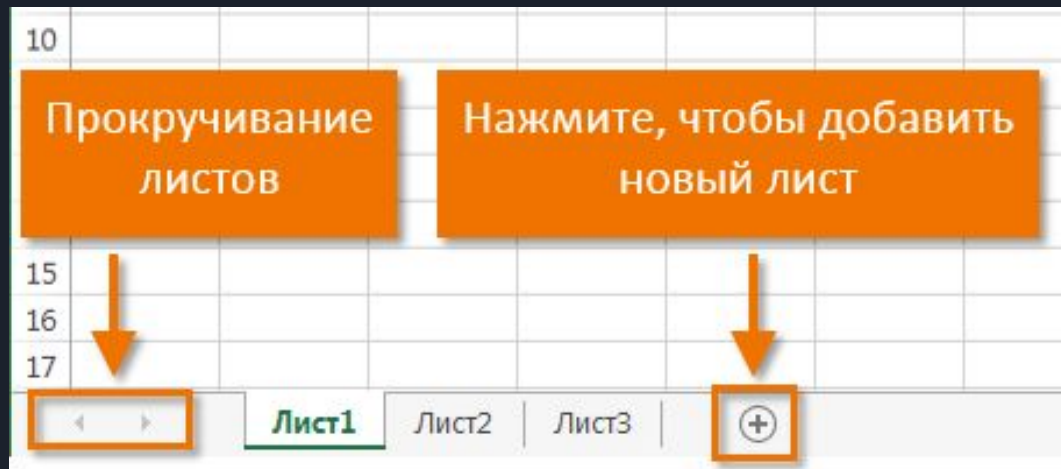 10
Прокручивание
листов
Нажмите, чтобы добавить
новый лист
15
16
17
Лист1 Лист2 Лист3